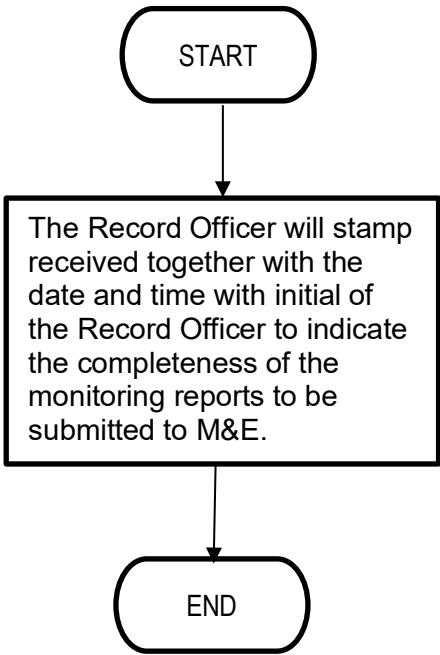 START
The Record Officer will stamp
received together with the
date and time with initial of
the Record Officer to indicate
the completeness of the
monitoring reports to be
submitted to M&E.
END